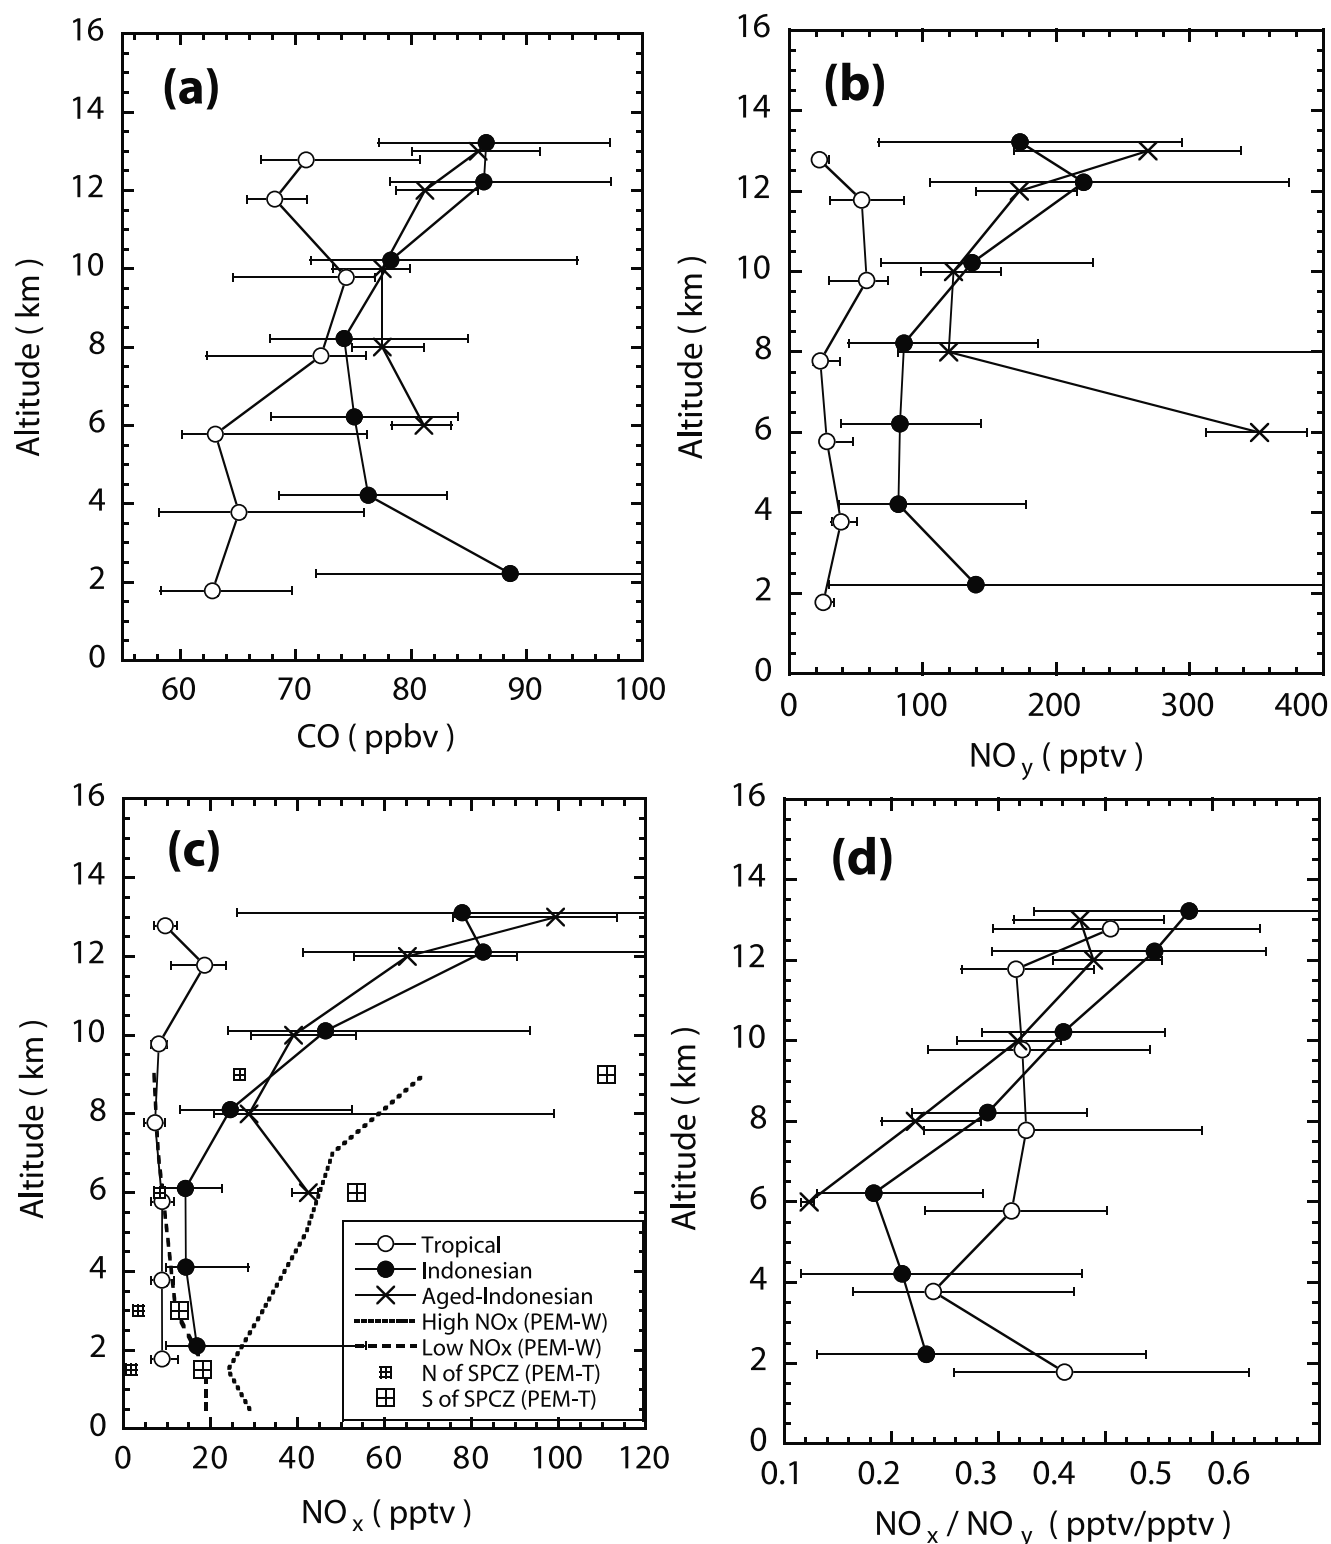 (a)
16
14
12
10
8
6
4
2
0
Altitude ( km )
60 70 80 90 100
CO ( ppbv )
(b)
16
14
12
10
8
6
4
2
0
Altitude ( km )
0 100 200 300 400
NOy ( pptv )
(c)
16
14
12
10
8
6
4
2
0
Altitude ( km )
Tropical
Indonesian
Aged-Indonesian
High NOx (PEM-W)
Low NOx (PEM-W)
N of SPCZ (PEM-T)
S of SPCZ (PEM-T)
0 20 40 60 80 100 120
NOx ( pptv )
(d)
16
14
12
10
8
6
4
2
0
Altitude ( km )
0.1 0.2 0.3 0.4 0.5 0.6
NOx / NOy ( pptv/pptv )